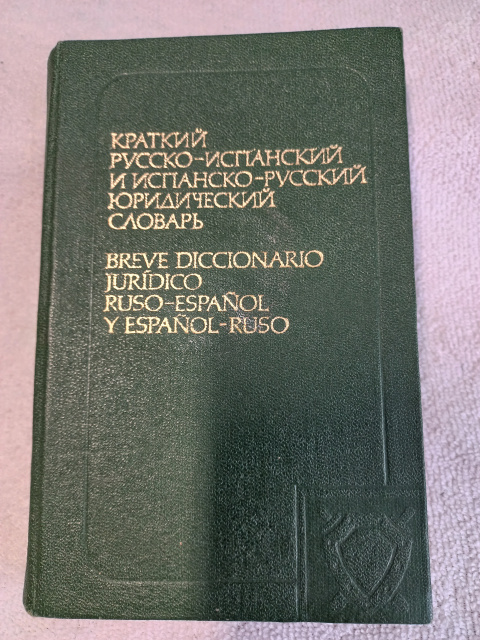 КРАТКИЙ
РУССКО-ИСПАНСКИЙ
И ИСПАНСКО-РУССКИЙ
ЮРИДИЧЕСКИЙ
СЛОВАРЬ
BREVE DICCIONARIO
JURÍDICO
RUSO-ESPAÑOL
Y ESPAÑOL-RUSO